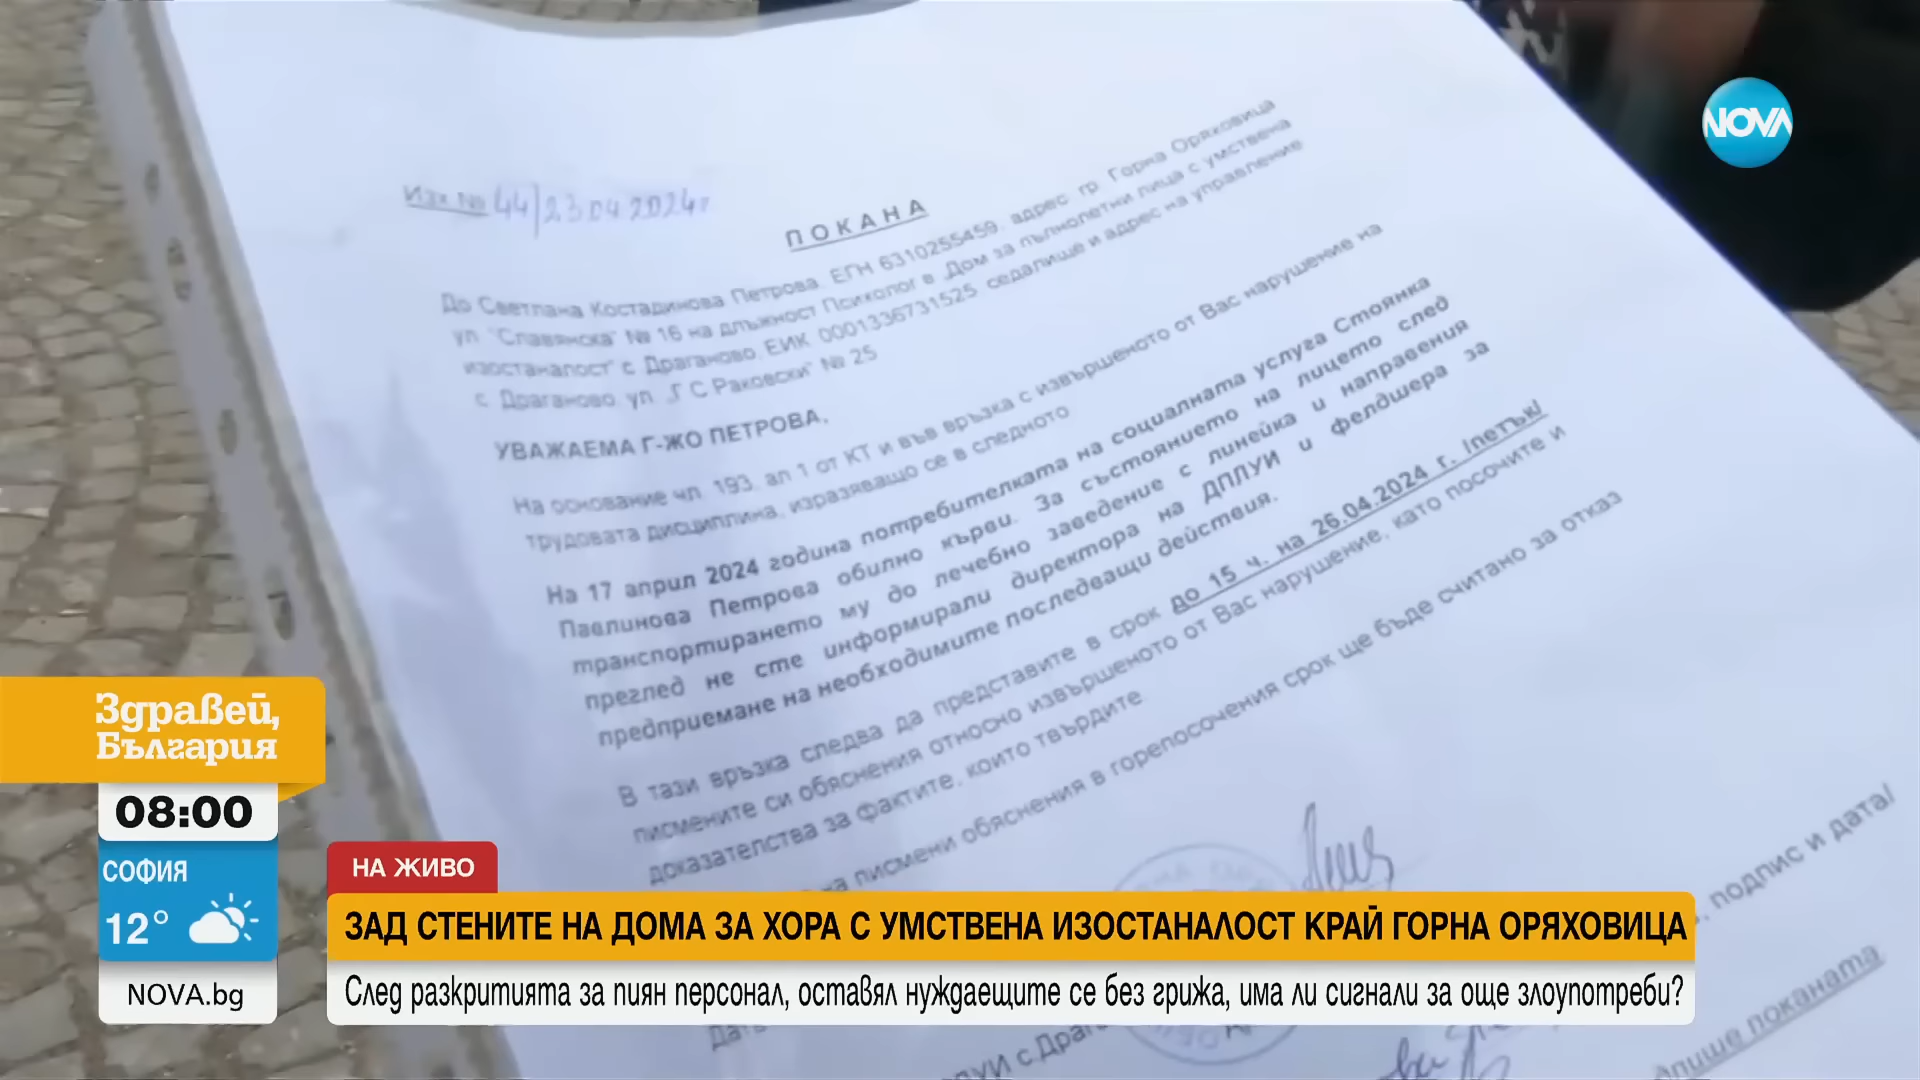 NOVA
Изх №44/23.04.2024г
ПОКАНА
До Светлана Костадинова Петрова, ЕГН 6310255459, адрес гр. Горна Оряховица
ул. "Славянска" № 16 на длъжност Психолог в „Дом за пълнолетни лица с умствена
изостаналост" с. Драганово, ЕИК 0001336731525, седалище и адрес на управление
с. Драганово, ул. „Г С Раковски" № 25
УВАЖАЕМА Г-ЖО ПЕТРОВА,
На основание чл. 193, ал 1 от КТ и във връзка с извършеното от Вас нарушение на
трудовата дисциплина, изразяващо се в следното
На 17 април 2024 година потребителката на социалната услуга Стоянка
Павлинова Петрова обилно кърви. За състоянието на лицето след
транспортирането му до лечебно заведение с линейка и направения
преглед не сте информирали директора на ДПЛУИ и фелдшера за
предприемане на необходимите последващи действия.
В тази връзка следва да представите в срок до 15 ч. на 26.04.2024 г. /петък/
писмените си обяснения относно извършеното от Вас нарушение, като посочите и
доказателства за фактите, които твърдите
на писмени обяснения в горепосочения срок ще бъде считано за отказ
, подпис и дата/
Здравей,
България
08:00
СОФИЯ
12°
NOVA.bg
НА ЖИВО
ЗАД СТЕНИТЕ НА ДОМА ЗА ХОРА С УМСТВЕНА ИЗОСТАНАЛОСТ КРАЙ ГОРНА ОРЯХОВИЦА
След разкритията за пиян персонал, оставял нуждаещите се без грижа, има ли сигнали за още злоупотреби?
поканата